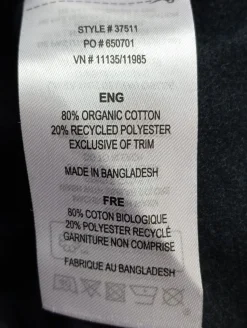 STYLE # 37511
PO # 650701
VN # 11135/11985
ENG
80% ORGANIC COTTON
20% RECYCLED POLYESTER
EXCLUSIVE OF TRIM
MADE IN BANGLADESH
FRE
80% COTON BIOLOGIQUE
20% POLYESTER RECYCLÉ
GARNITURE NON COMPRISE
FABRIQUE AU BANGLADESH